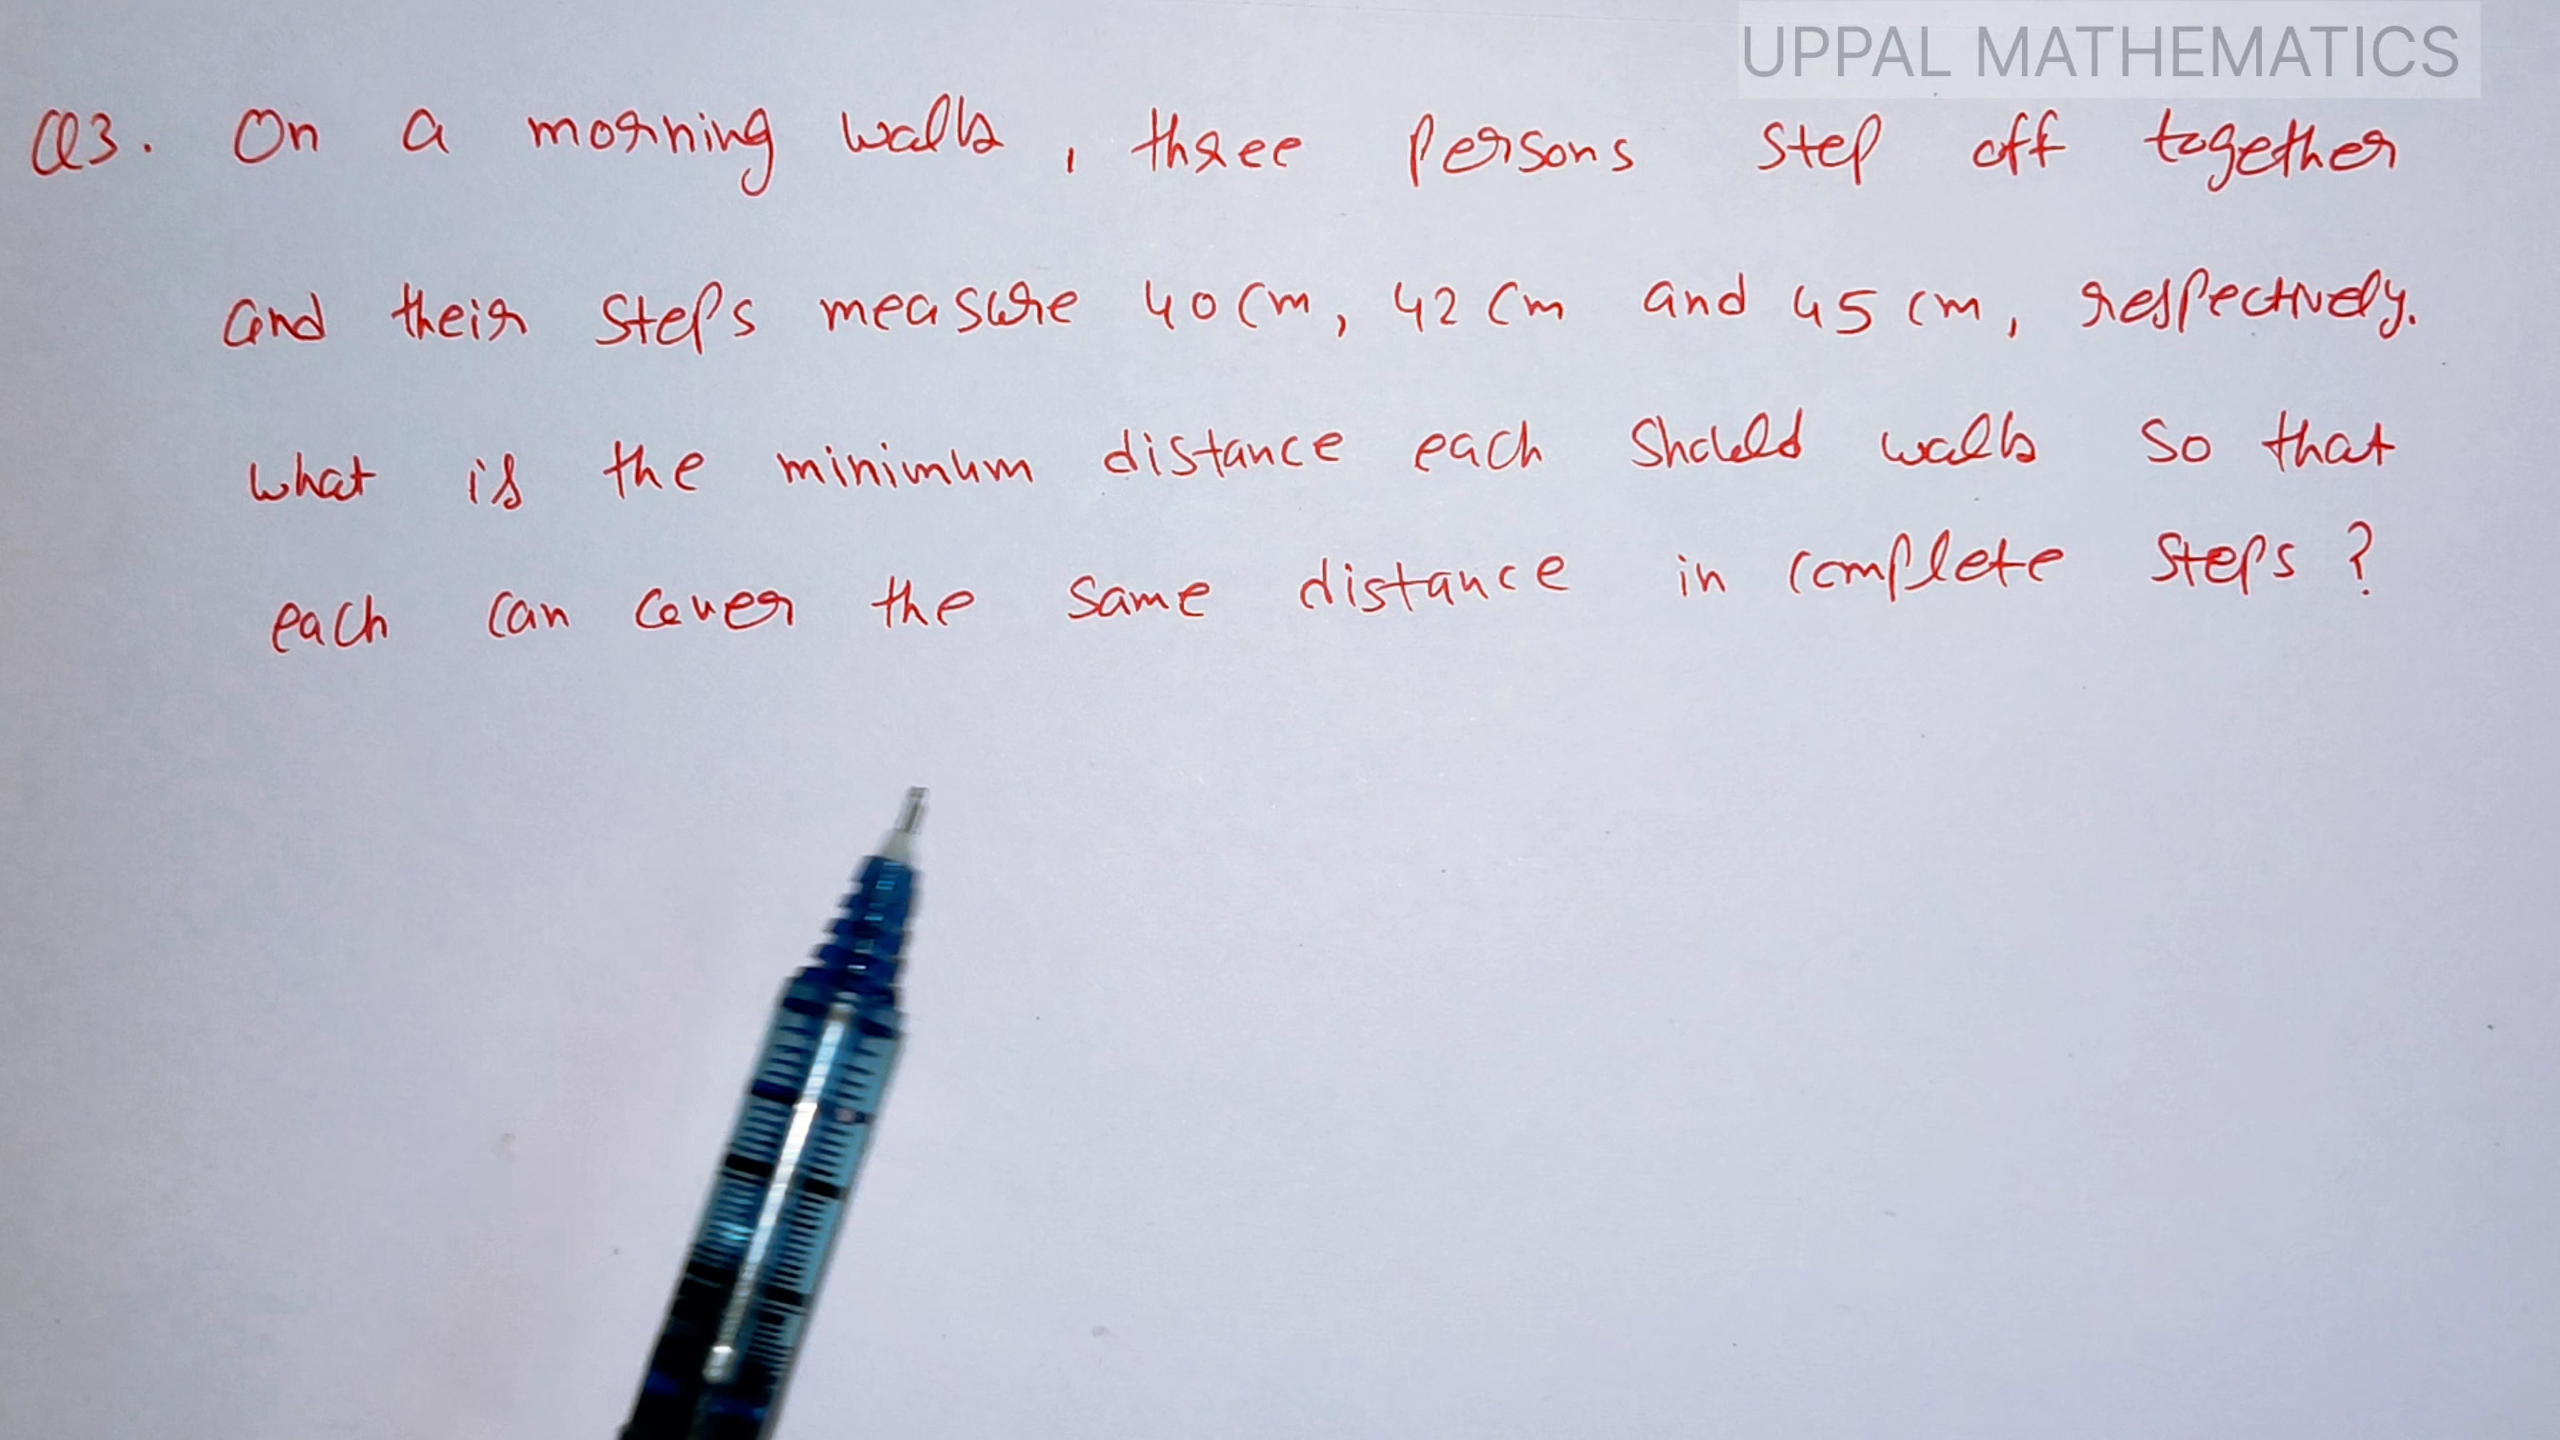 UPPAL MATHEMATICS
Q3. On a morning walk, three persons step off together
and their steps measure 40 cm, 42 cm and 45 cm, respectively.
what is the minimum distance each should walk so that
each can cover the same distance in complete steps?